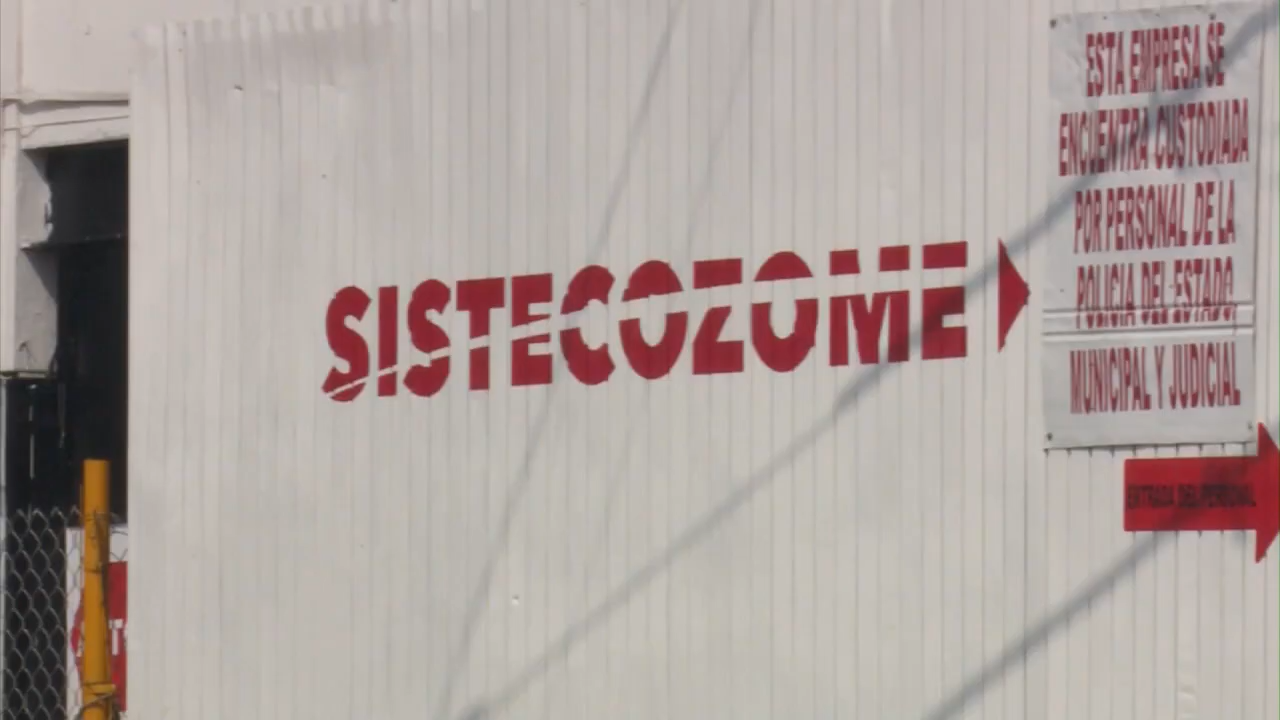 SISTECOZOME
ESTA EMPRESA SE
ENCUENTRA CUSTODIADA
POR PERSONAL DE LA
POLICIA DEL ESTADO,
MUNICIPAL Y JUDICIAL
ENTRADA DEL PERSONAL